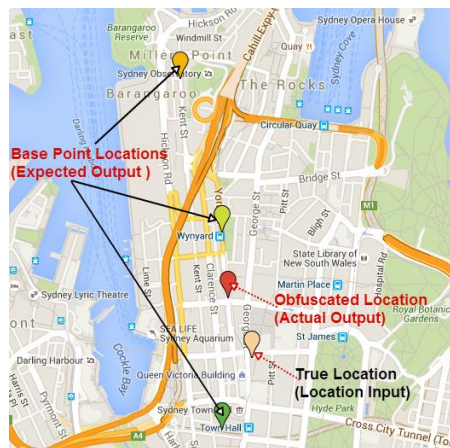 Hickson Rd
Barangaroo
Reserve
Windmill St
Sydney Opera House
Millers Point
Quay
Cahill Expy
Sydney Cove
Sydney Observatory
The Rocks
Barangaroo
Kent St
Hickson Rd
Circular Quay
Base Point Locations
(Expected Output )
Bridge St
Pitt St
George St
York
M1
Bligh St
Wynyard
Clarence St
Kent St
Lime St
State Library of
New South Wales
Hospital Rd
Martin Place
Sydney Lyric Theatre
Obfuscated Location
(Actual Output)
Royal Botanic
Gardens
SEA LIFE
Sydney Aquarium
George
St James
Pitt St
Darling Harbour
Cockle Bay
Queen Victoria Building
True Location
(Location Input)
Harris St
Hyde Park
Sydney Town
Town Hall
A4
Cross City Tunnel